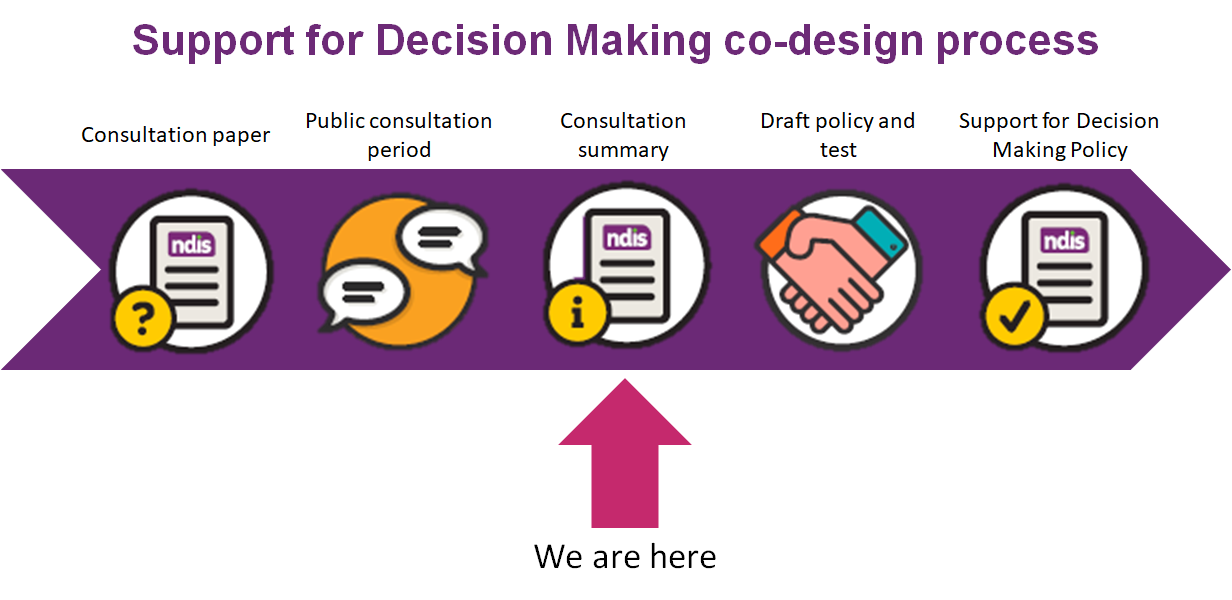 Support for Decision Making co-design process
Consultation paper
Public consultation
period
Consultation
summary
Draft policy and
test
Support for Decision
Making Policy
ndis
?
ndis
i
ndis
We are here